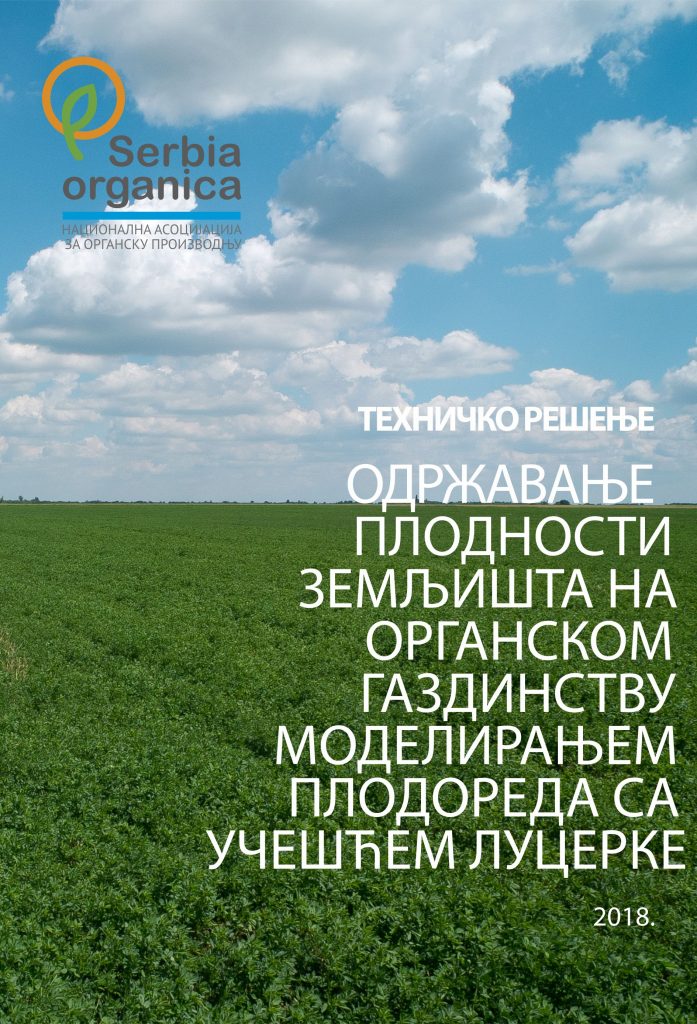 Serbia
organica
НАЦИОНАЛНА АСОЦИЈАЦИЈА
ЗА ОРГАНСКУ ПРОИЗВОДЊУ
ТЕХНИЧКО РЕШЕЊЕ
ОДРЖАВАЊЕ
ПЛОДНОСТИ
ЗЕМЉИШТА НА
ОРГАНСКОМ
ГАЗДИНСТВУ
МОДЕЛИРАЊЕМ
ПЛОДОРЕДА СА
УЧЕШЋЕМ ЛУЦЕРКЕ
2018.